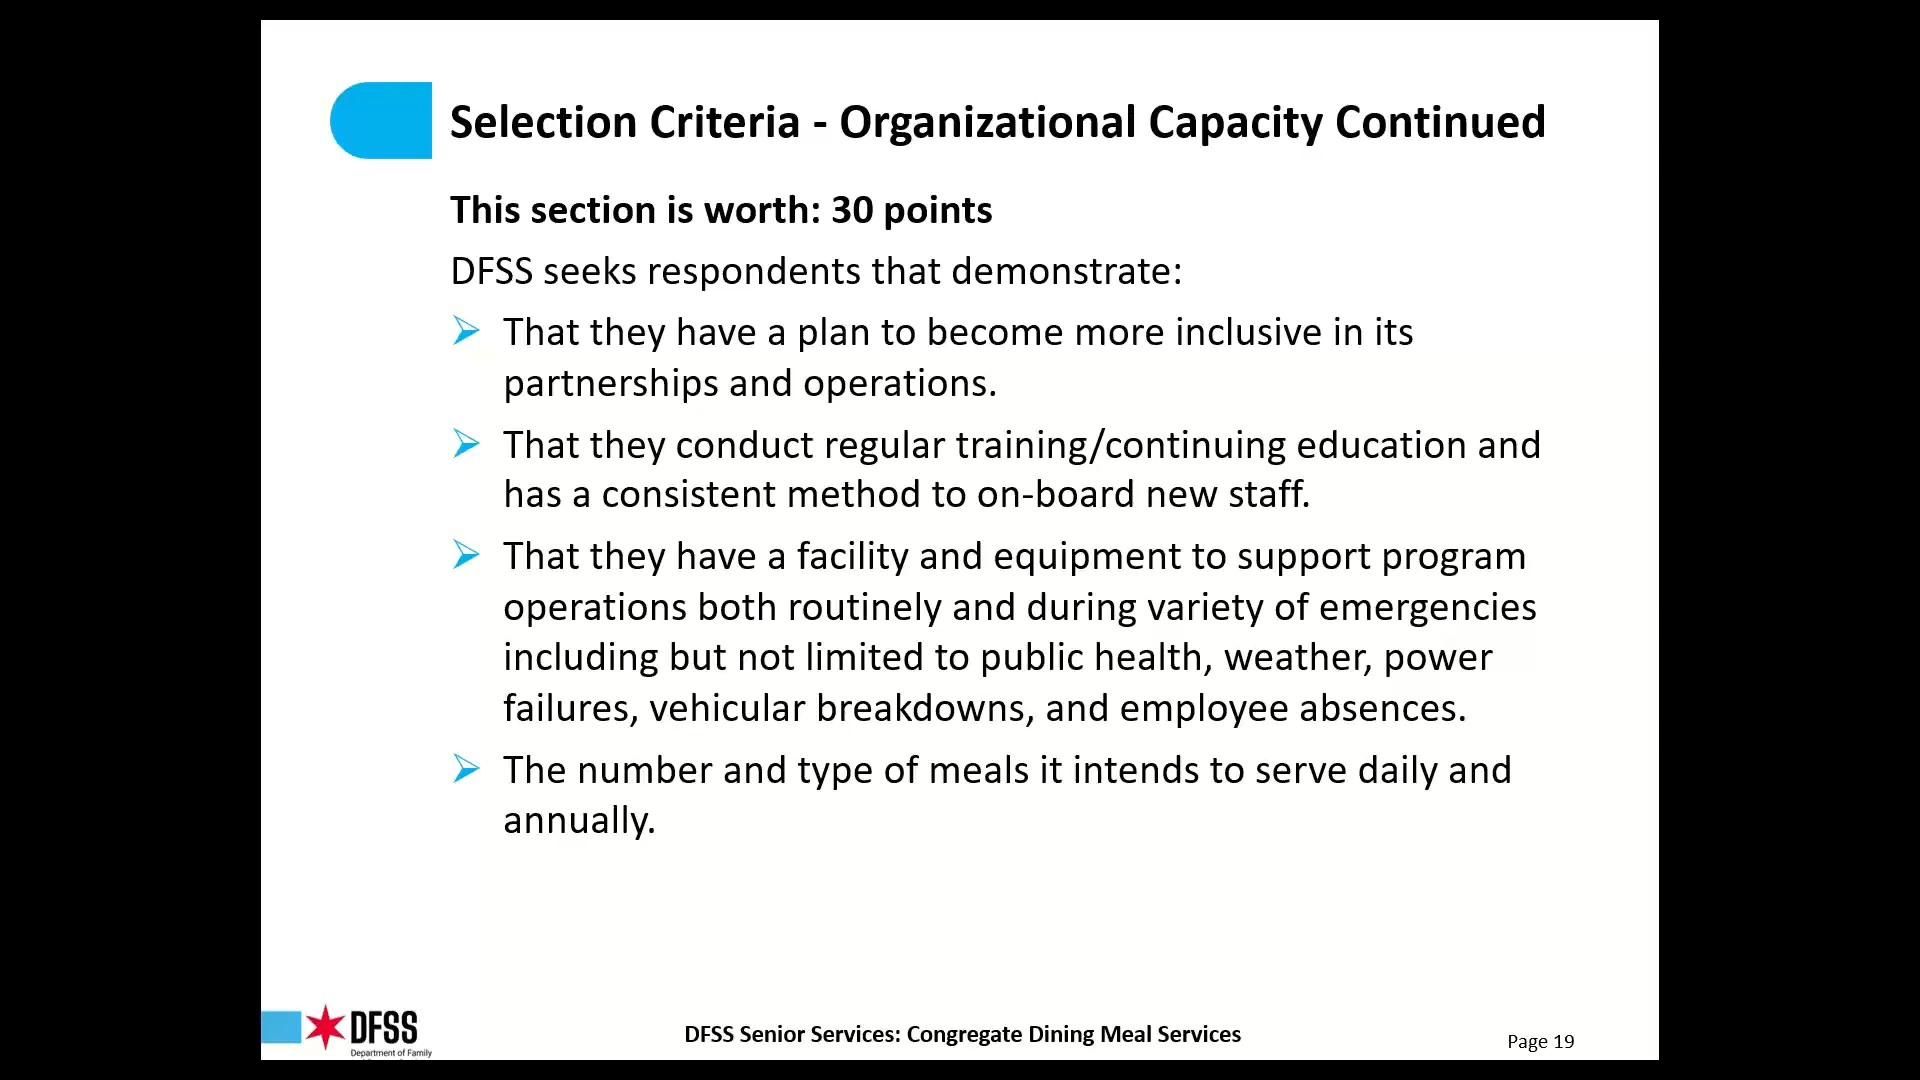 Selection Criteria - Organizational Capacity Continued
This section is worth: 30 points
DFSS seeks respondents that demonstrate:
That they have a plan to become more inclusive in its
partnerships and operations.
That they conduct regular training/continuing education and
has a consistent method to on-board new staff.
That they have a facility and equipment to support program
operations both routinely and during variety of emergencies
including but not limited to public health, weather, power
failures, vehicular breakdowns, and employee absences.
The number and type of meals it intends to serve daily and
annually.
DFSS
Department of Family
DFSS Senior Services: Congregate Dining Meal Services
Page 19